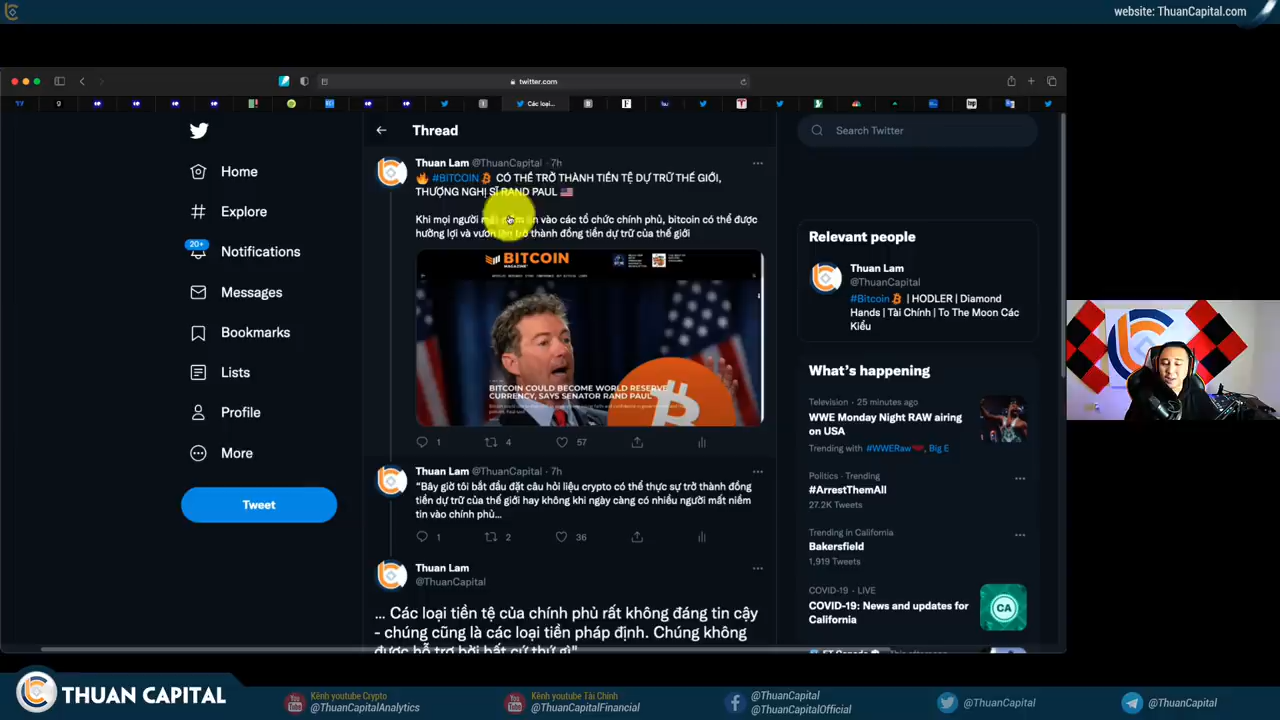 website: ThuanCapital.com
twitter.com
Các loại...
Thread
Search Twitter
Home
Explore
20+
Notifications
Messages
Bookmarks
Lists
Profile
More
Tweet
Thuan Lam @ThuanCapital · 7h
#BITCOIN CÓ THỂ TRỞ THÀNH TIỀN TỆ DỰ TRỮ THẾ GIỚI,
THƯỢNG NGHỊ SĨ RAND PAUL
Khi mọi người mất niềm tin vào các tổ chức chính phủ, bitcoin có thể được
hưởng lợi và vươn lên trở thành đồng tiền dự trữ của thế giới
BITCOIN
MAGAZINE
BITCOIN COULD BECOME WORLD RESERVE
CURRENCY, SAYS SENATOR RAND PAUL
1 4 57
Thuan Lam @ThuanCapital · 7h
"Bây giờ tôi bắt đầu đặt câu hỏi liệu crypto có thể thực sự trở thành đồng
tiền dự trữ của thế giới hay không khi ngày càng có nhiều người mất niềm
tin vào chính phủ...
1 2 36
Thuan Lam
@ThuanCapital
... Các loại tiền tệ của chính phủ rất không đáng tin cậy
- chúng cũng là các loại tiền pháp định. Chúng không
được hỗ trợ bởi bất cứ thứ gì"
Relevant people
Thuan Lam
@ThuanCapital
#Bitcoin | HODLER | Diamond
Hands | Tài Chính | To The Moon Các
Kiểu
What's happening
Television · 25 minutes ago
WWE Monday Night RAW airing
on USA
Trending with #WWERaw, Big E
Politics · Trending
#ArrestThemAll
27.2K Tweets
Trending in California
Bakersfield
1,919 Tweets
COVID-19 · LIVE
COVID-19: News and updates for
California
CA
THUAN CAPITAL
Kênh youtube Crypto
@ThuanCapitalAnalytics
Kênh youtube Tài Chính
@ThuanCapitalFinancial
@ThuanCapital
@ThuanCapitalOfficial
@ThuanCapital
@ThuanCapital